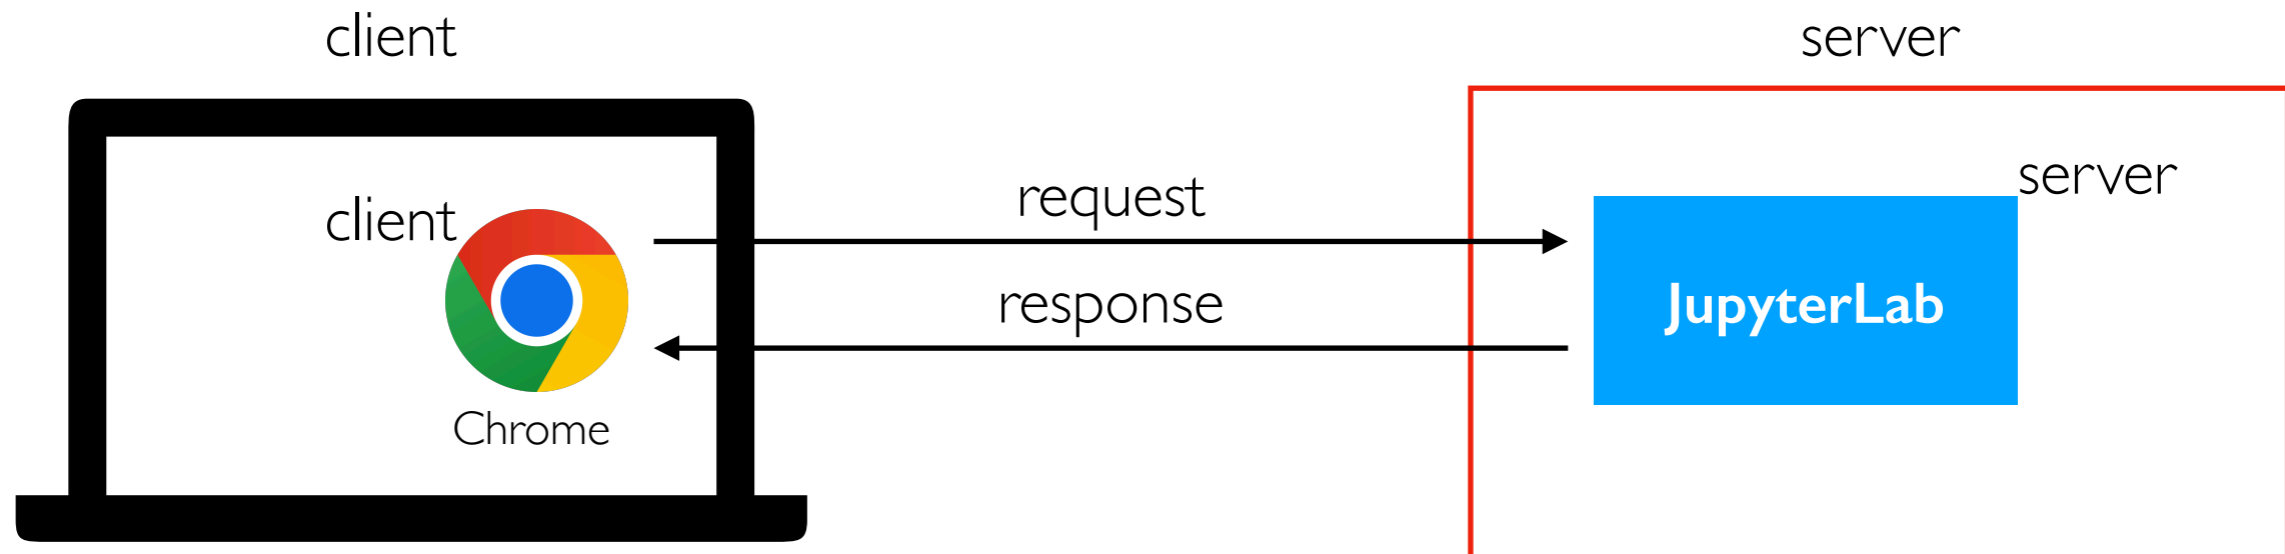 client
server
client
request
server
response
JupyterLab
Chrome